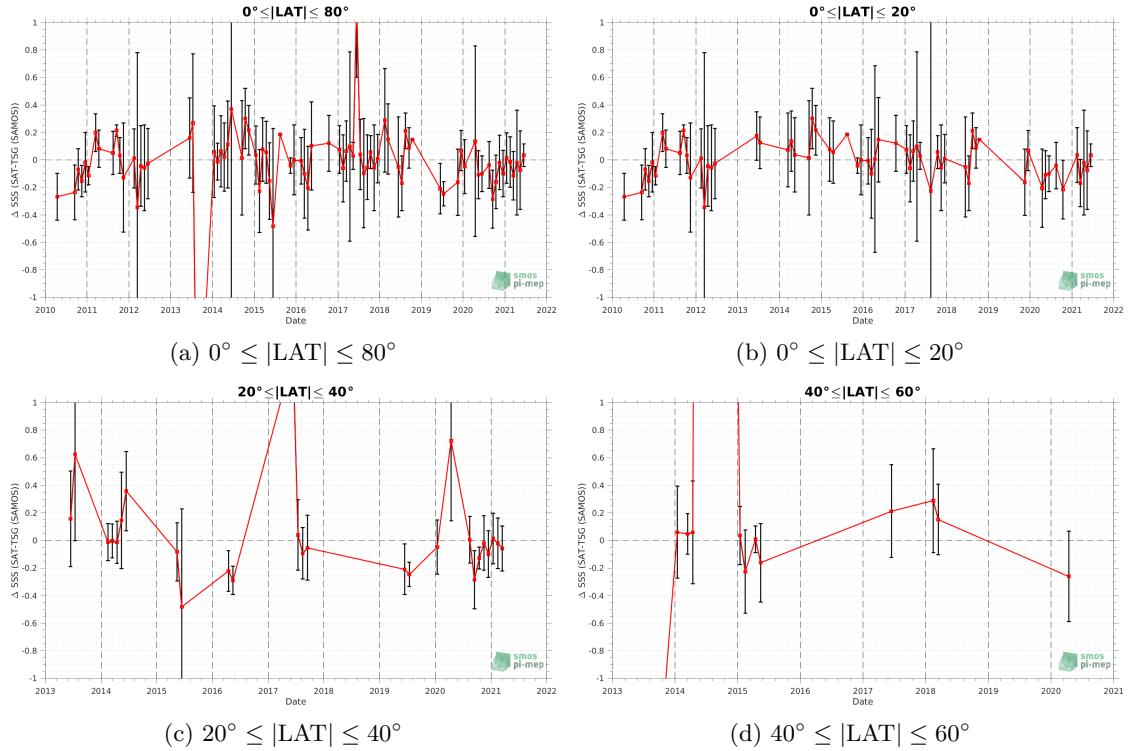 0°≤|LAT|≤ 80°
Δ SSS (SAT-TSG (SAMOS))
1
0.8
0.6
0.4
0.2
0
-0.2
-0.4
-0.6
-0.8
-1
2010 2011 2012 2013 2014 2015 2016 2017 2018 2019 2020 2021 2022
Date
smos
pi-mep
(a) 0° ≤ |LAT| ≤ 80°
0°≤|LAT|≤ 20°
Δ SSS (SAT-TSG (SAMOS))
1
0.8
0.6
0.4
0.2
0
-0.2
-0.4
-0.6
-0.8
-1
2010 2011 2012 2013 2014 2015 2016 2017 2018 2019 2020 2021 2022
Date
smos
pi-mep
(b) 0° ≤ |LAT| ≤ 20°
20°≤|LAT|≤ 40°
Δ SSS (SAT-TSG (SAMOS))
1
0.8
0.6
0.4
0.2
0
-0.2
-0.4
-0.6
-0.8
-1
2013 2014 2015 2016 2017 2018 2019 2020 2021 2022
Date
smos
pi-mep
(c) 20° ≤ |LAT| ≤ 40°
40°≤|LAT|≤ 60°
Δ SSS (SAT-TSG (SAMOS))
1
0.8
0.6
0.4
0.2
0
-0.2
-0.4
-0.6
-0.8
-1
2013 2014 2015 2016 2017 2018 2019 2020 2021
Date
smos
pi-mep
(d) 40° ≤ |LAT| ≤ 60°